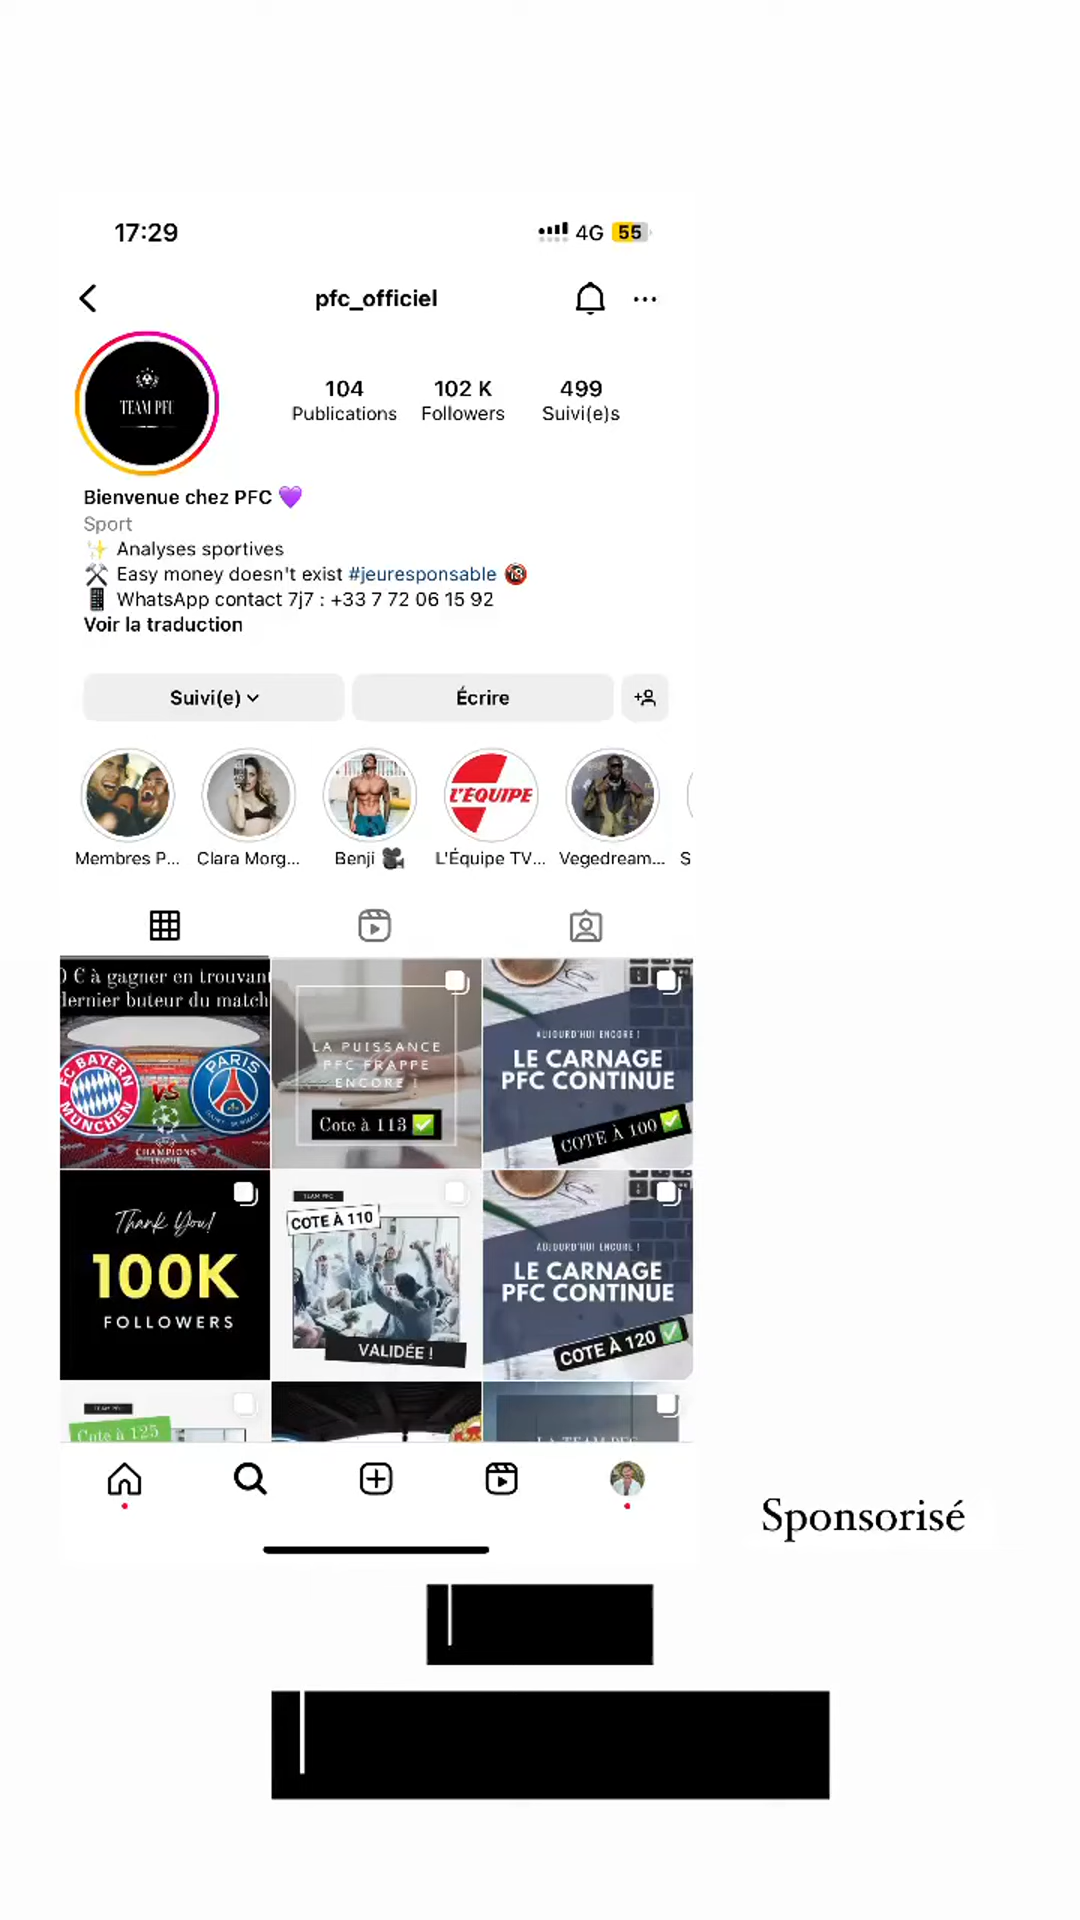 17:29
4G 55
pfc_officiel
TEAM PFC
104
Publications
102 K
Followers
499
Suivi(e)s
Bienvenue chez PFC 💜
Sport
✨ Analyses sportives
⚒️ Easy money doesn't exist #jeuresponsable 🔞
📱 WhatsApp contact 7j7 : +33 7 72 06 15 92
Voir la traduction
Suivi(e)
Écrire
L'ÉQUIPE
Membres P...
Clara Morg...
Benji 🎥
L'Équipe TV...
Vegedream...
S
0 € à gagner en trouvant
dernier buteur du match
FC BAYERN
MÜNCHEN
VS
PARIS
CHAMPIONS
LEAGUE
LA PUISSANCE
PFC FRAPPE
ENCORE !
Cote à 113 ✅
AUJOURD'HUI ENCORE !
LE CARNAGE
PFC CONTINUE
COTE À 100 ✅
Thank You!
100K
FOLLOWERS
TEAM PFC
COTE À 110
VALIDÉE !
AUJOURD'HUI ENCORE !
LE CARNAGE
PFC CONTINUE
COTE À 120 ✅
TEAM PFC
Cote à 125
LA TEAM PFC
Sponsorisé